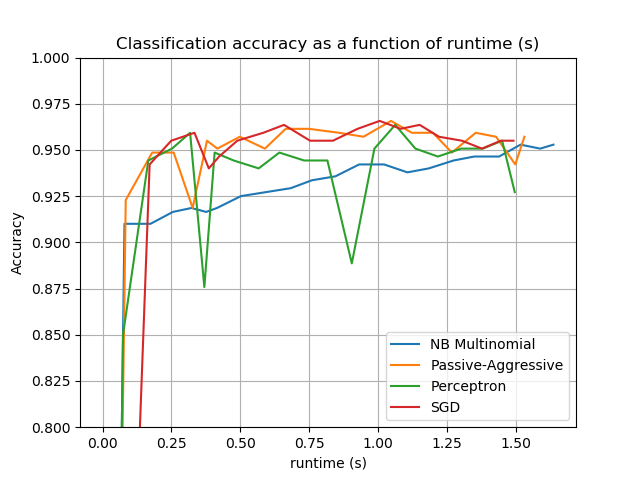 Classification accuracy as a function of runtime (s)
1.000
0.975
0.950
0.925
0.900
0.875
0.850
0.825
0.800
Accuracy
NB Multinomial
Passive-Aggressive
Perceptron
SGD
0.00 0.25 0.50 0.75 1.00 1.25 1.50
runtime (s)